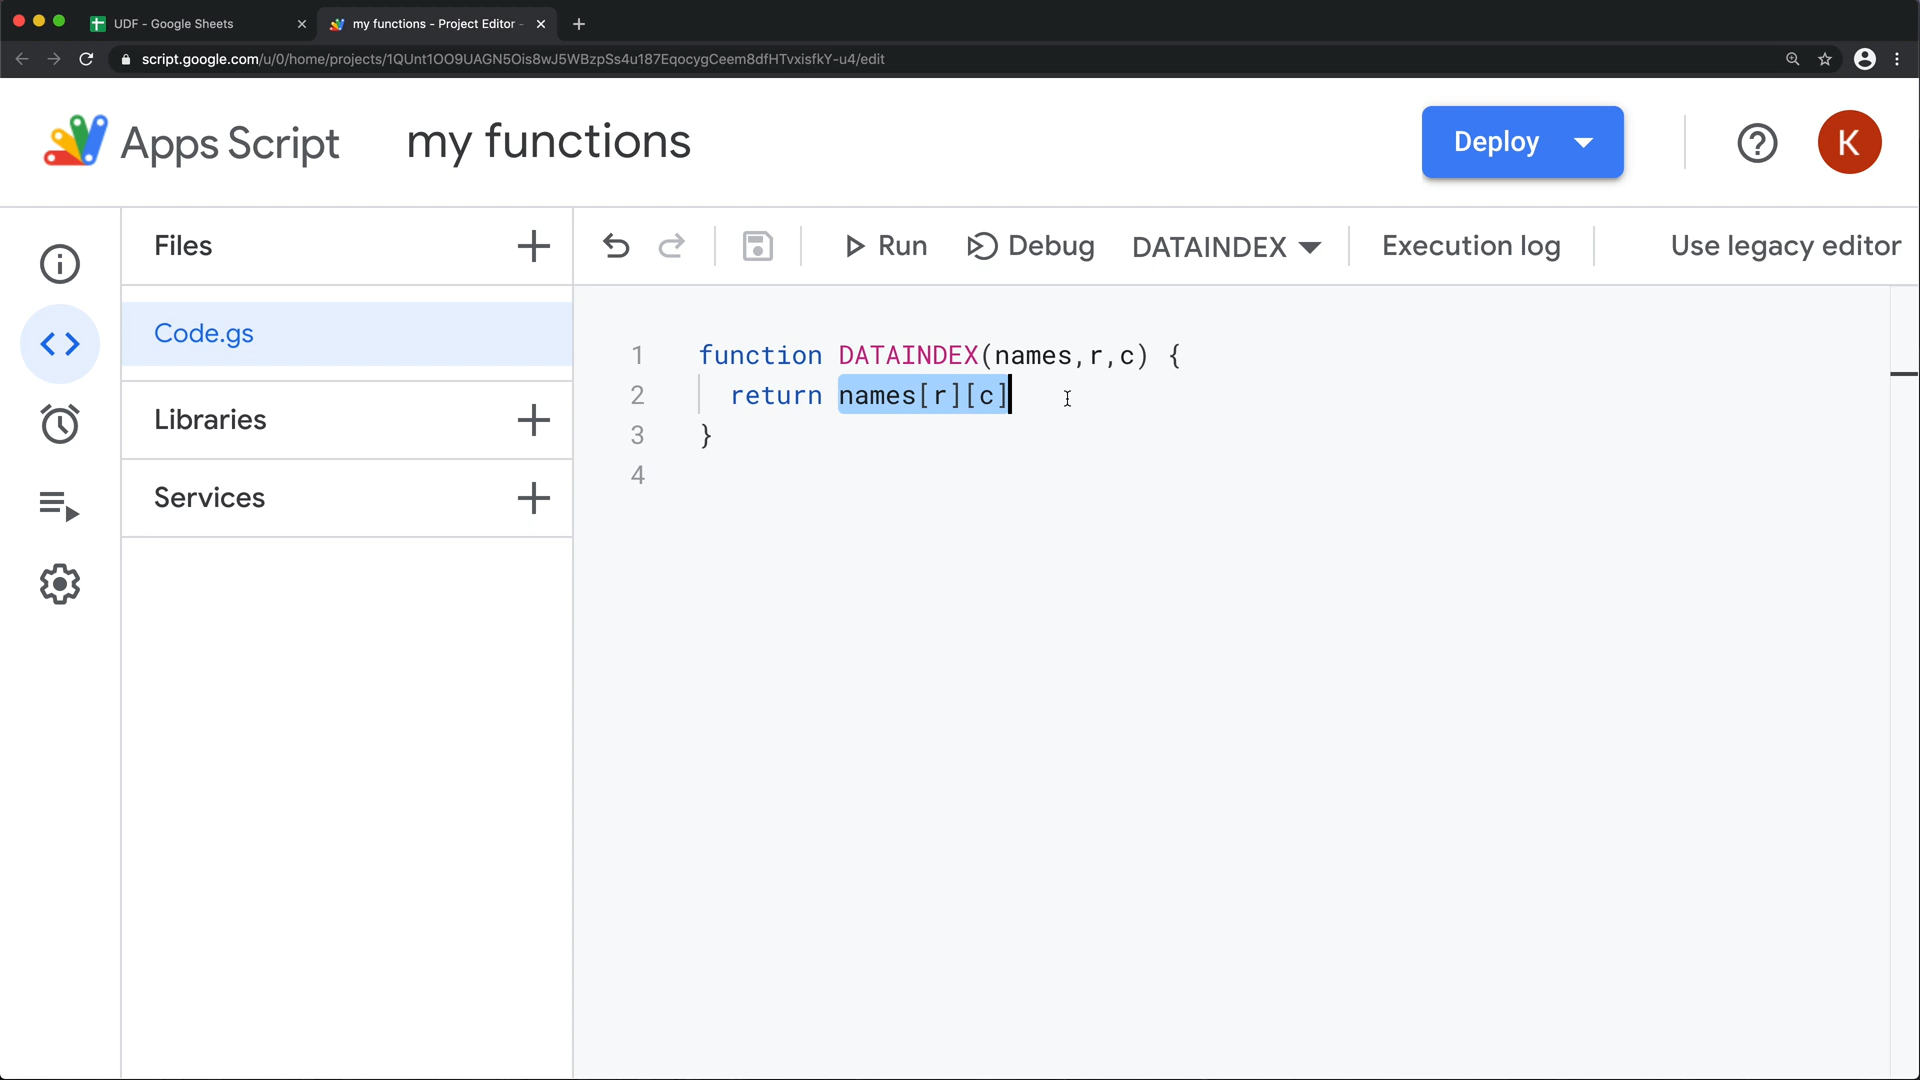 UDF - Google Sheets
my functions - Project Editor -
script.google.com/u/0/home/projects/1QUnt1OO9UAGN5Ois8wJ5WBzpSs4u187EqocygCeem8dfHTvxisfkY-u4/edit
Apps Script
my functions
Deploy
K
Files
Run
Debug
DATAINDEX
Execution log
Use legacy editor
Code.gs
Libraries
Services
1 function DATAINDEX(names,r,c) {
2 return names[r][c]
3 }
4